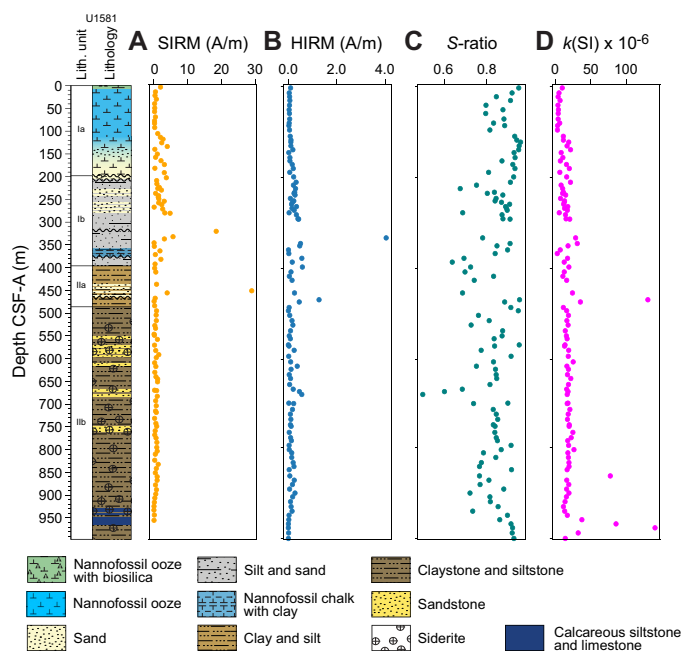 U1581
Lith. unit
Lithology
A SIRM (A/m)
B HIRM (A/m)
C S-ratio
D k(SI) x 10-6
0 10 20 30
0.0 2.0 4.0
0.6 0.8
0 100
Depth CSF-A (m)
0
50
100
150
200
250
300
350
400
450
500
550
600
650
700
750
800
850
900
950
Ia
Ib
IIa
IIb
Nannofossil ooze
with biosilica
Nannofossil ooze
Sand
Silt and sand
Nannofossil chalk
with clay
Clay and silt
Claystone and siltstone
Sandstone
Siderite
Calcareous siltstone
and limestone